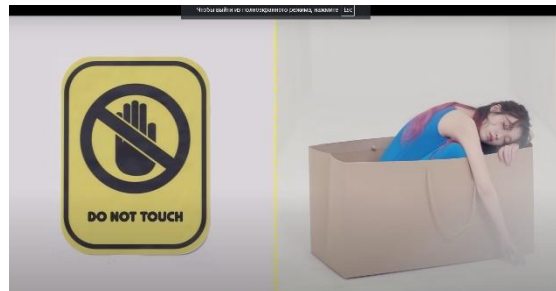 Чтобы выйти из полноэкранного режима, нажмите Esc
DO NOT TOUCH